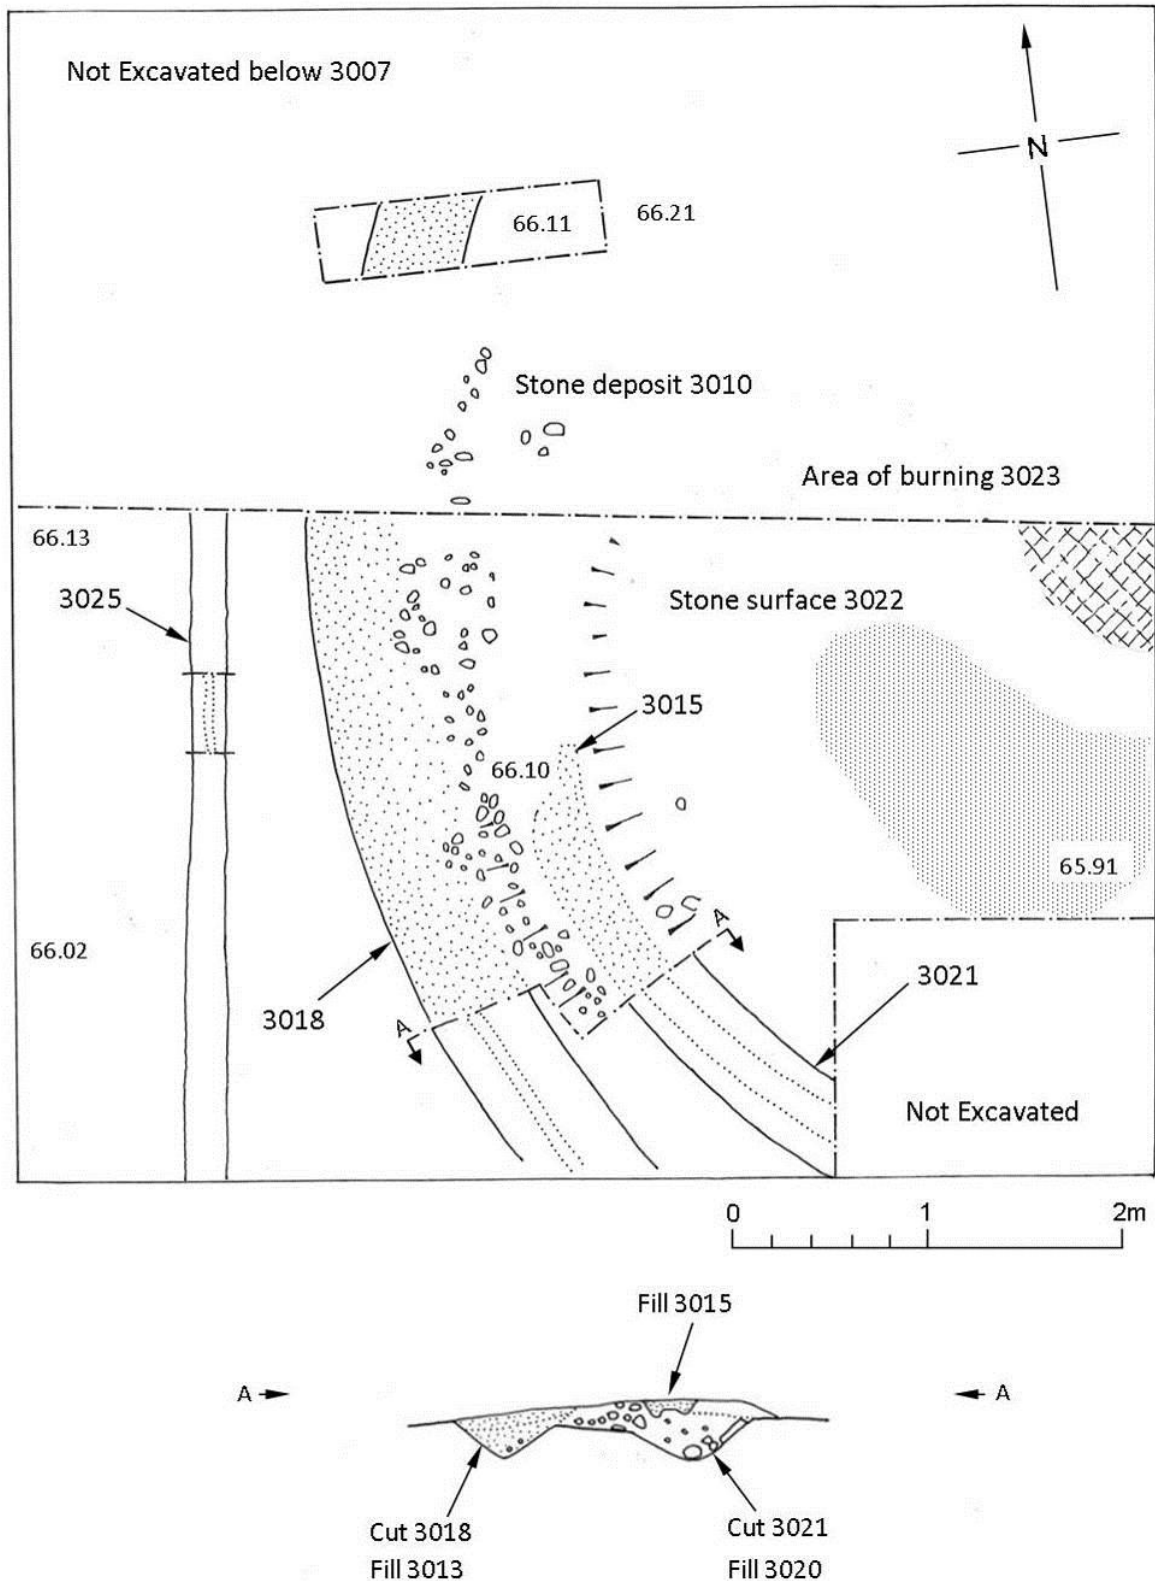 Not Excavated below 3007
N
66.11
66.21
Stone deposit 3010
Area of burning 3023
66.13
3025
Stone surface 3022
3015
66.10
65.91
66.02
A
3021
3018
A
Not Excavated
0 1 2m
Fill 3015
A A
Cut 3018
Fill 3013
Cut 3021
Fill 3020